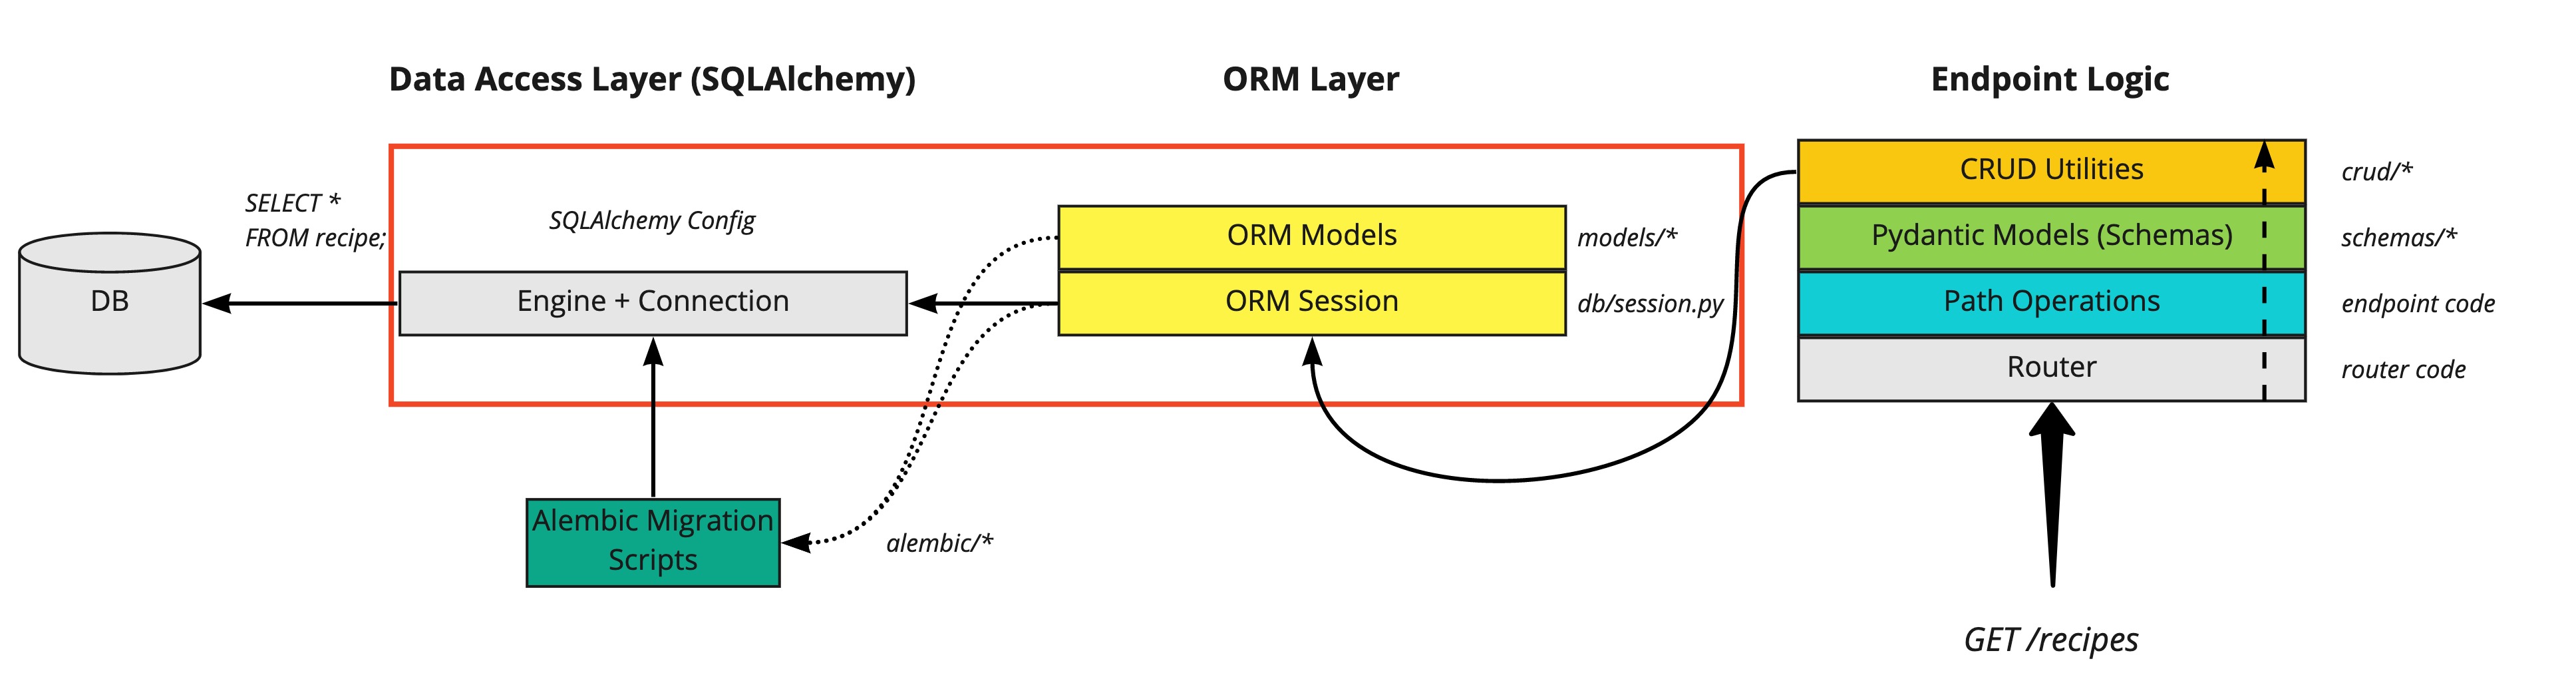 Data Access Layer (SQLAlchemy)
ORM Layer
Endpoint Logic
SELECT *
FROM recipe;
DB
SQLAlchemy Config
Engine + Connection
ORM Models
models/*
ORM Session
db/session.py
CRUD Utilities
crud/*
Pydantic Models (Schemas)
schemas/*
Path Operations
endpoint code
Router
router code
Alembic Migration
Scripts
alembic/*
GET /recipes